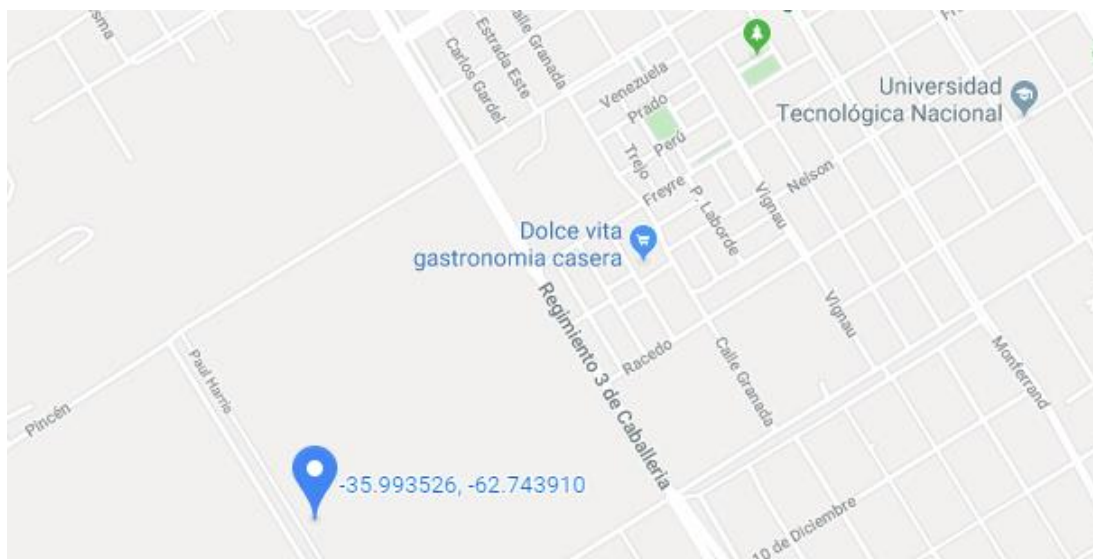 Calle Granada
Estrada Este
Carlos Gardel
Venezuela
Prado
Perú
Trejo
Freyre
P. Laborde
Vignau
Nelson
Universidad
Tecnológica Nacional
Dolce vita
gastronomia casera
Regimiento 3 de Caballería
Vignau
Racedo
Calle Granada
Monferrand
Paul Harris
Pincén
-35.993526, -62.743910
10 de Diciembre